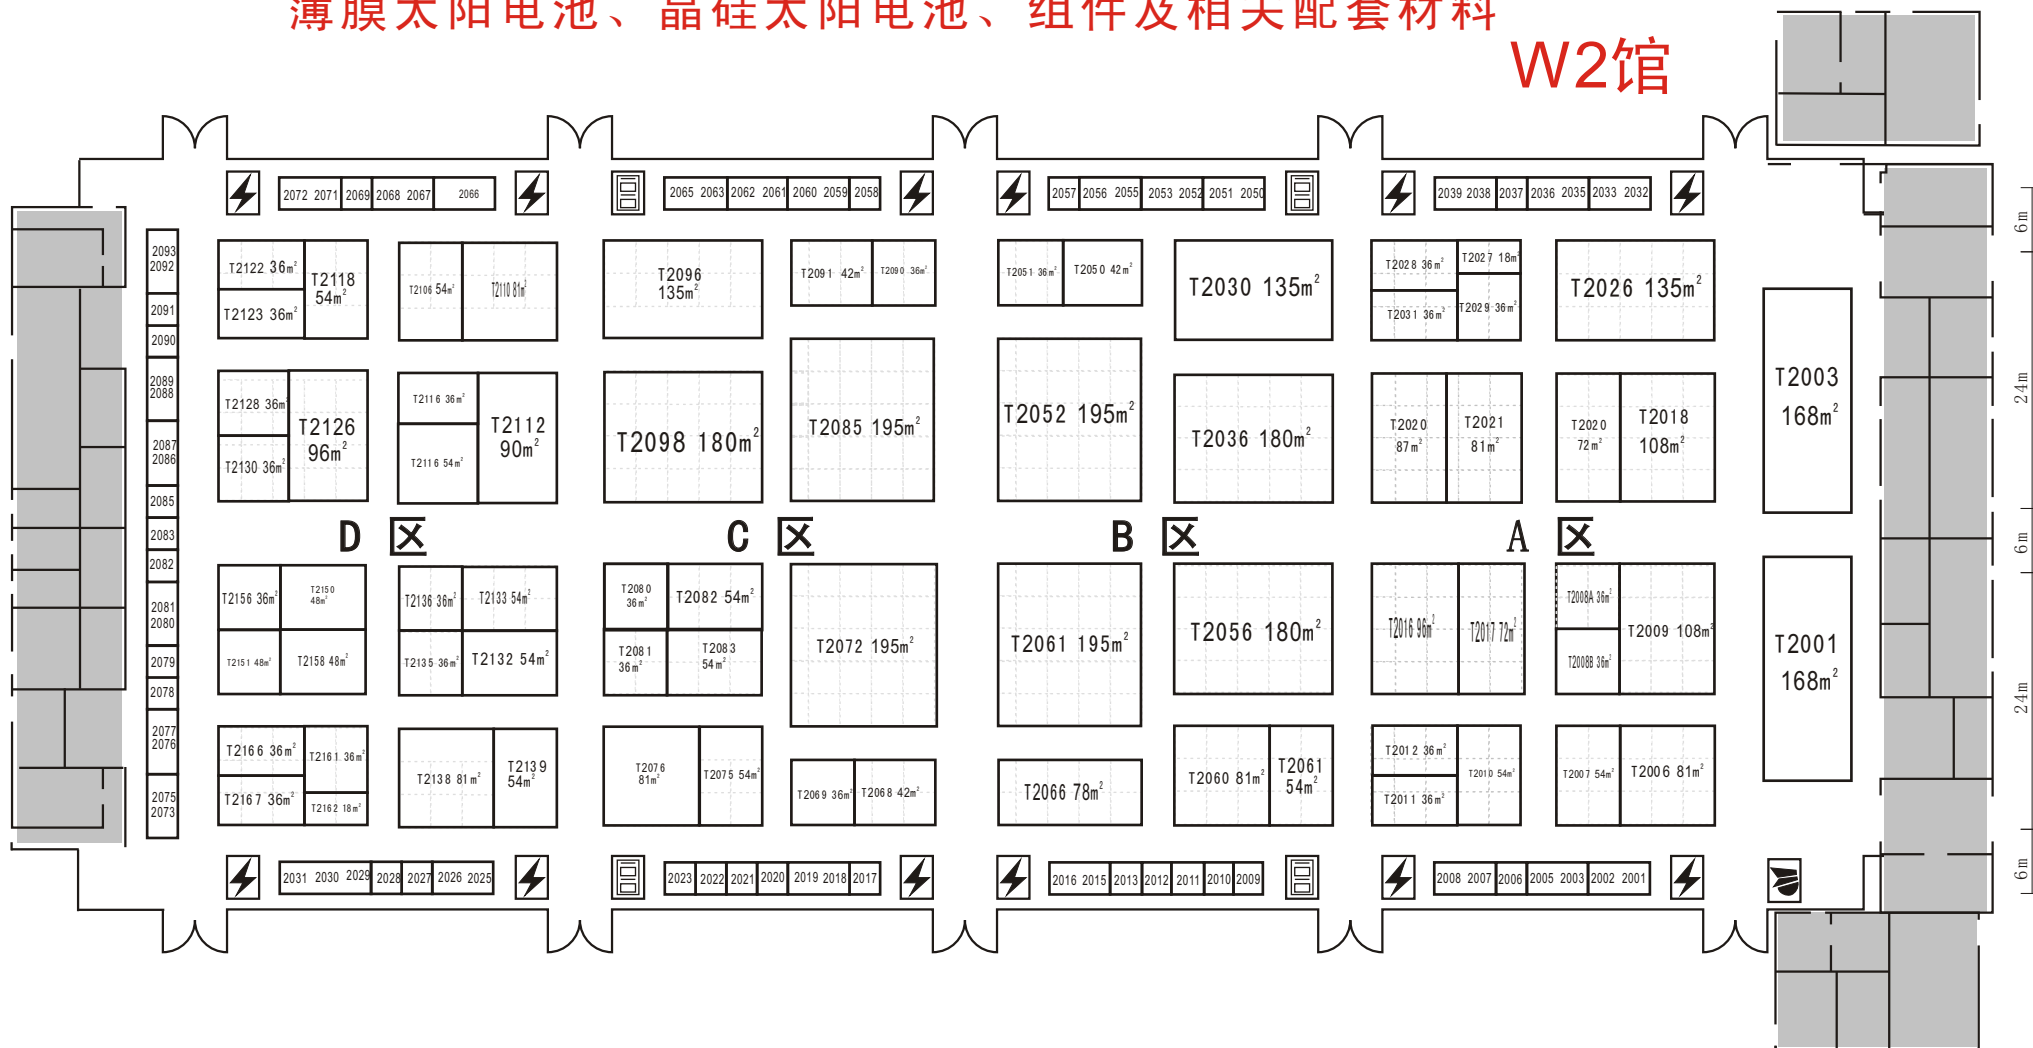 薄膜太阳电池、晶硅太阳电池、组件及相关配套材料
W2馆
2072 2071 2069 2068 2067 2066
2065 2063 2062 2061 2060 2059 2058
2057 2056 2055 2053 2052 2051 2050
2039 2038 2037 2036 2035 2033 2032
2093
2092
2091
2090
2089
2088
2087
2086
2085
2083
2082
2081
2080
2079
2078
2077
2076
2075
2073
T2122 36m²
T2123 36m²
T2118
54m²
T2106 54m²
T2110 81m²
T2096
135m²
T2091 42m²
T2090 36m²
T2051 36m²
T2050 42m²
T2030 135m²
T2028 36m²
T2027 18m²
T2031 36m²
T2029 36m²
T2026 135m²
T2128 36m²
T2130 36m²
T2126
96m²
T2116 36m²
T2116 54m²
T2112
90m²
T2098 180m²
T2085 195m²
T2052 195m²
T2036 180m²
T2020
87m²
T2021
81m²
T2020
72m²
T2018
108m²
T2003
168m²
D 区
C 区
B 区
A 区
T2156 36m²
T2150
48m²
T2151 48m²
T2158 48m²
T2136 36m²
T2133 54m²
T2135 36m²
T2132 54m²
T2080
36m²
T2082 54m²
T2081
36m²
T2083
54m²
T2072 195m²
T2061 195m²
T2056 180m²
T2016 96m²
T2017 72m²
T2008A 36m²
T2008B 36m²
T2009 108m²
T2001
168m²
T2166 36m²
T2167 36m²
T2161 36m²
T2162 18m²
T2138 81m²
T2139
54m²
T2076
81m²
T2075 54m²
T2069 36m²
T2068 42m²
T2066 78m²
T2060 81m²
T2061
54m²
T2012 36m²
T2011 36m²
T2010 54m²
T2007 54m²
T2006 81m²
2031 2030 2029 2028 2027 2026 2025
2023 2022 2021 2020 2019 2018 2017
2016 2015 2013 2012 2011 2010 2009
2008 2007 2006 2005 2003 2002 2001
6m
24m
6m
24m
6m